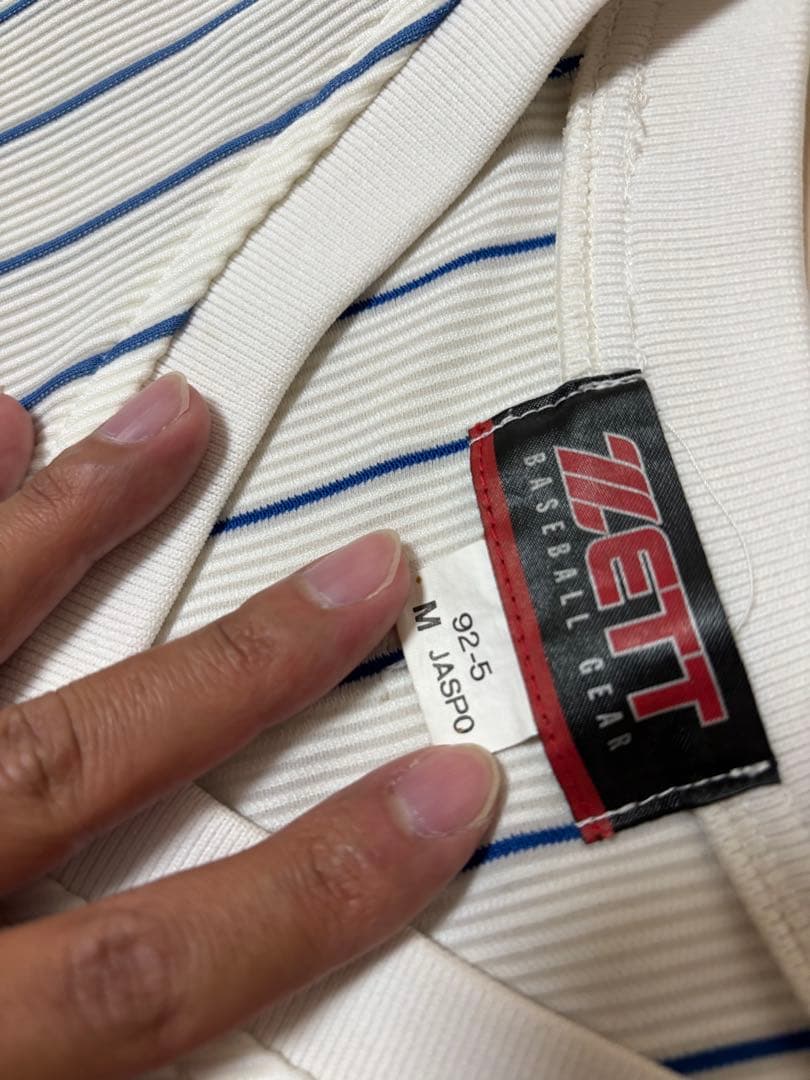 ZETT
BASEBALL GEAR
92-5
M JASPO